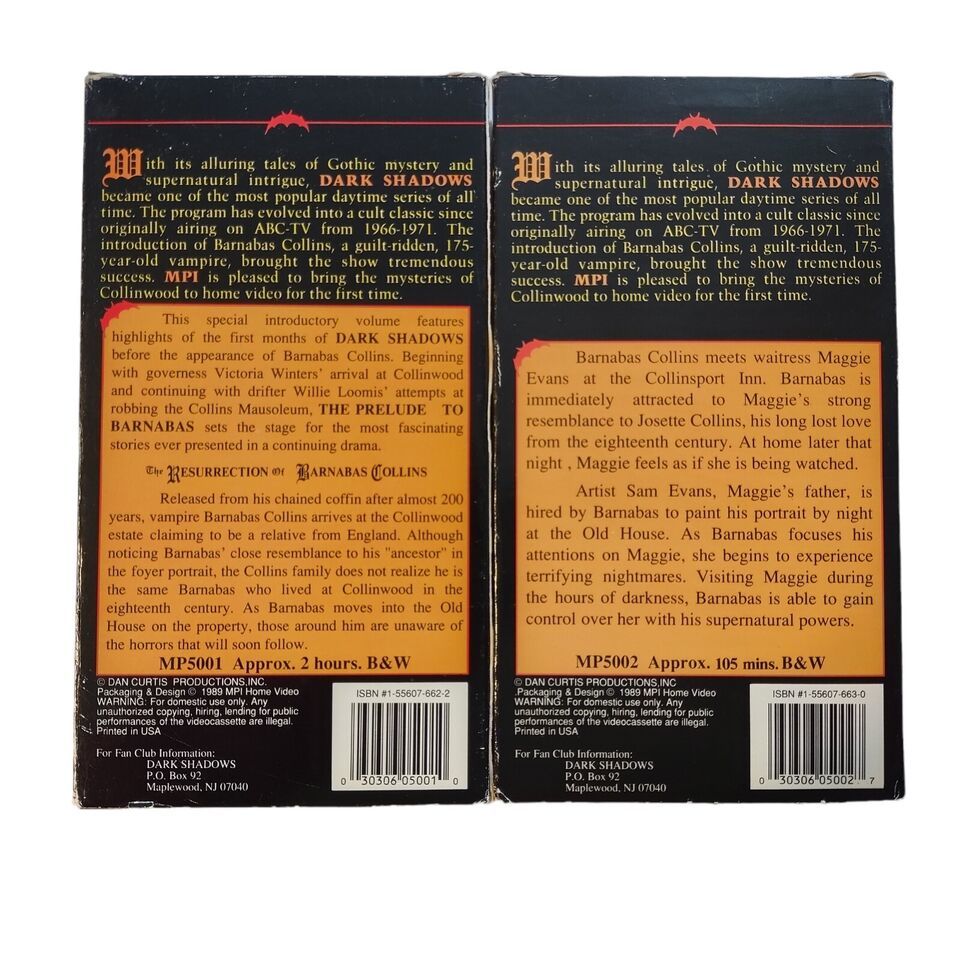 With its alluring tales of Gothic mystery and
supernatural intrigue, DARK SHADOWS
became one of the most popular daytime series of all
time. The program has evolved into a cult classic since
originally airing on ABC-TV from 1966-1971. The
introduction of Barnabas Collins, a guilt-ridden, 175-
year-old vampire, brought the show tremendous
success. MPI is pleased to bring the mysteries of
Collinwood to home video for the first time.
This special introductory volume features
highlights of the first months of DARK SHADOWS
before the appearance of Barnabas Collins. Beginning
with governess Victoria Winters' arrival at Collinwood
and continuing with drifter Willie Loomis' attempts at
robbing the Collins Mausoleum, THE PRELUDE TO
BARNABAS sets the stage for the most fascinating
stories ever presented in a continuing drama.
The RESURRECTION OF BARNABAS COLLINS
Released from his chained coffin after almost 200
years, vampire Barnabas Collins arrives at the Collinwood
estate claiming to be a relative from England. Although
noticing Barnabas' close resemblance to his "ancestor" in
the foyer portrait, the Collins family does not realize he is
the same Barnabas who lived at Collinwood in the
eighteenth century. As Barnabas moves into the Old
House on the property, those around him are unaware of
the horrors that will soon follow.
MP5001 Approx. 2 hours. B&W
© DAN CURTIS PRODUCTIONS,INC.
Packaging & Design © 1989 MPI Home Video
WARNING: For domestic use only. Any
unauthorized copying, hiring, lending for public
performances of the videocassette are illegal.
Printed in USA
For Fan Club Information:
DARK SHADOWS
P.O. Box 92
Maplewood, NJ 07040
ISBN #1-55607-662-2
0 30306 05001 0
With its alluring tales of Gothic mystery and
supernatural intrigue, DARK SHADOWS
became one of the most popular daytime series of all
time. The program has evolved into a cult classic since
originally airing on ABC-TV from 1966-1971. The
introduction of Barnabas Collins, a guilt-ridden, 175-
year-old vampire, brought the show tremendous
success. MPI is pleased to bring the mysteries of
Collinwood to home video for the first time.
Barnabas Collins meets waitress Maggie
Evans at the Collinsport Inn. Barnabas is
immediately attracted to Maggie's strong
resemblance to Josette Collins, his long lost love
from the eighteenth century. At home later that
night , Maggie feels as if she is being watched.
Artist Sam Evans, Maggie's father, is
hired by Barnabas to paint his portrait by night
at the Old House. As Barnabas focuses his
attentions on Maggie, she begins to experience
terrifying nightmares. Visiting Maggie during
the hours of darkness, Barnabas is able to gain
control over her with his supernatural powers.
MP5002 Approx. 105 mins. B&W
© DAN CURTIS PRODUCTIONS,INC
.Packaging & Design © 1989 MPI Home Video
WARNING: For domestic use only. Any
unauthorized copying, hiring, lending for public
performances of the videocassette are illegal.
Printed in USA
For Fan Club Information:
DARK SHADOWS
P.O. Box 92
Maplewood, NJ 07040
ISBN #1-55607-663-0
0 30306 05002 7